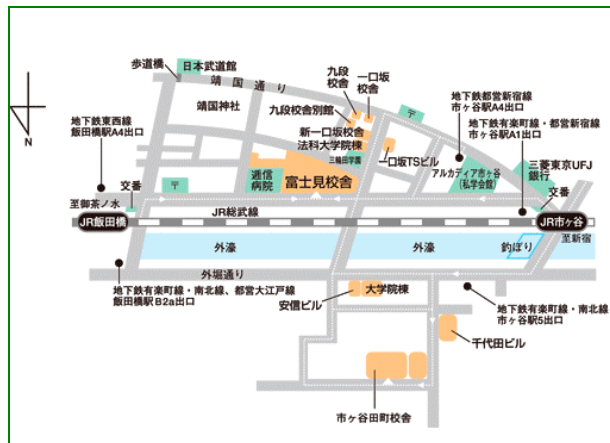 歩道橋
日本武道館
靖国通り
靖国神社
九段
校舎
一口坂
校舎
九段校舎別館
新一口坂校舎
法科大学院棟
三輪田学園
一口坂TSビル
〒
地下鉄都営新宿線
市ヶ谷駅A4出口
地下鉄有楽町線・都営新宿線
市ヶ谷駅A1出口
アルカディア市ヶ谷
(私学会館)
三菱東京UFJ
銀行
交番
地下鉄東西線
飯田橋駅A4出口
交番
〒
逓信
病院
富士見校舎
至御茶ノ水
JR飯田橋
JR総武線
JR市ヶ谷
至新宿
外濠
外濠
釣ぼり
外堀通り
地下鉄有楽町線・南北線、都営大江戸線
飯田橋駅B2a出口
安信ビル
大学院棟
地下鉄有楽町線・南北線
市ヶ谷駅5出口
千代田ビル
市ヶ谷田町校舎
N